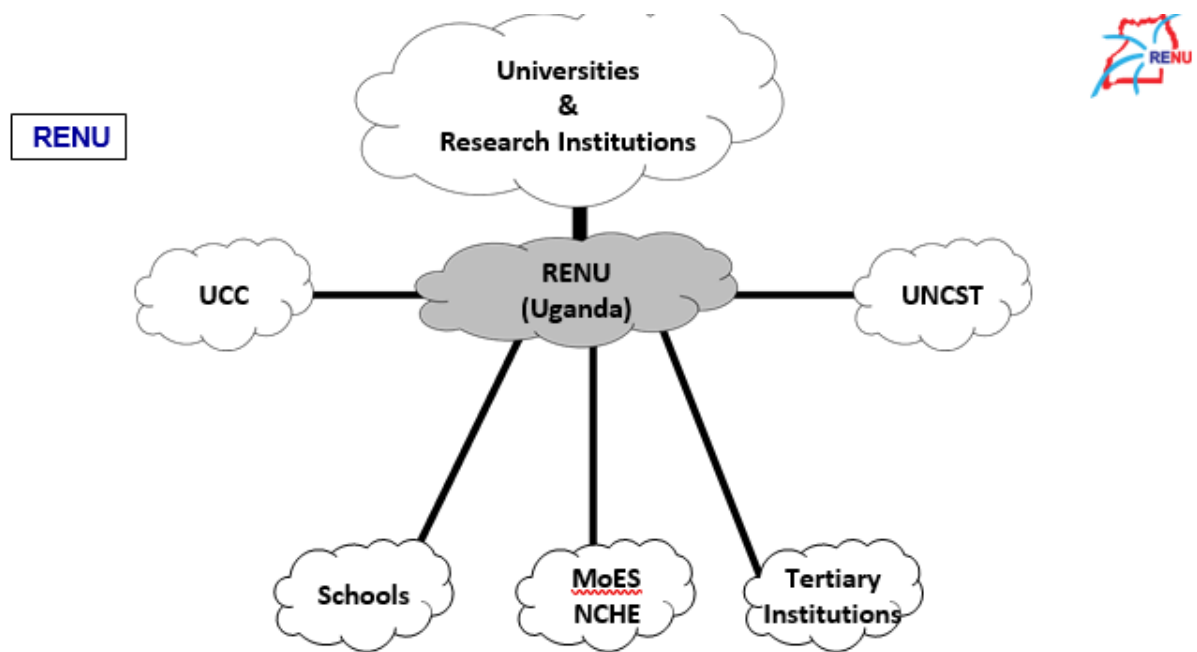 Universities
&
Research Institutions
RENU
RENU
RENU
(Uganda)
UCC
UNCST
Schools
MoES
NCHE
Tertiary
Institutions